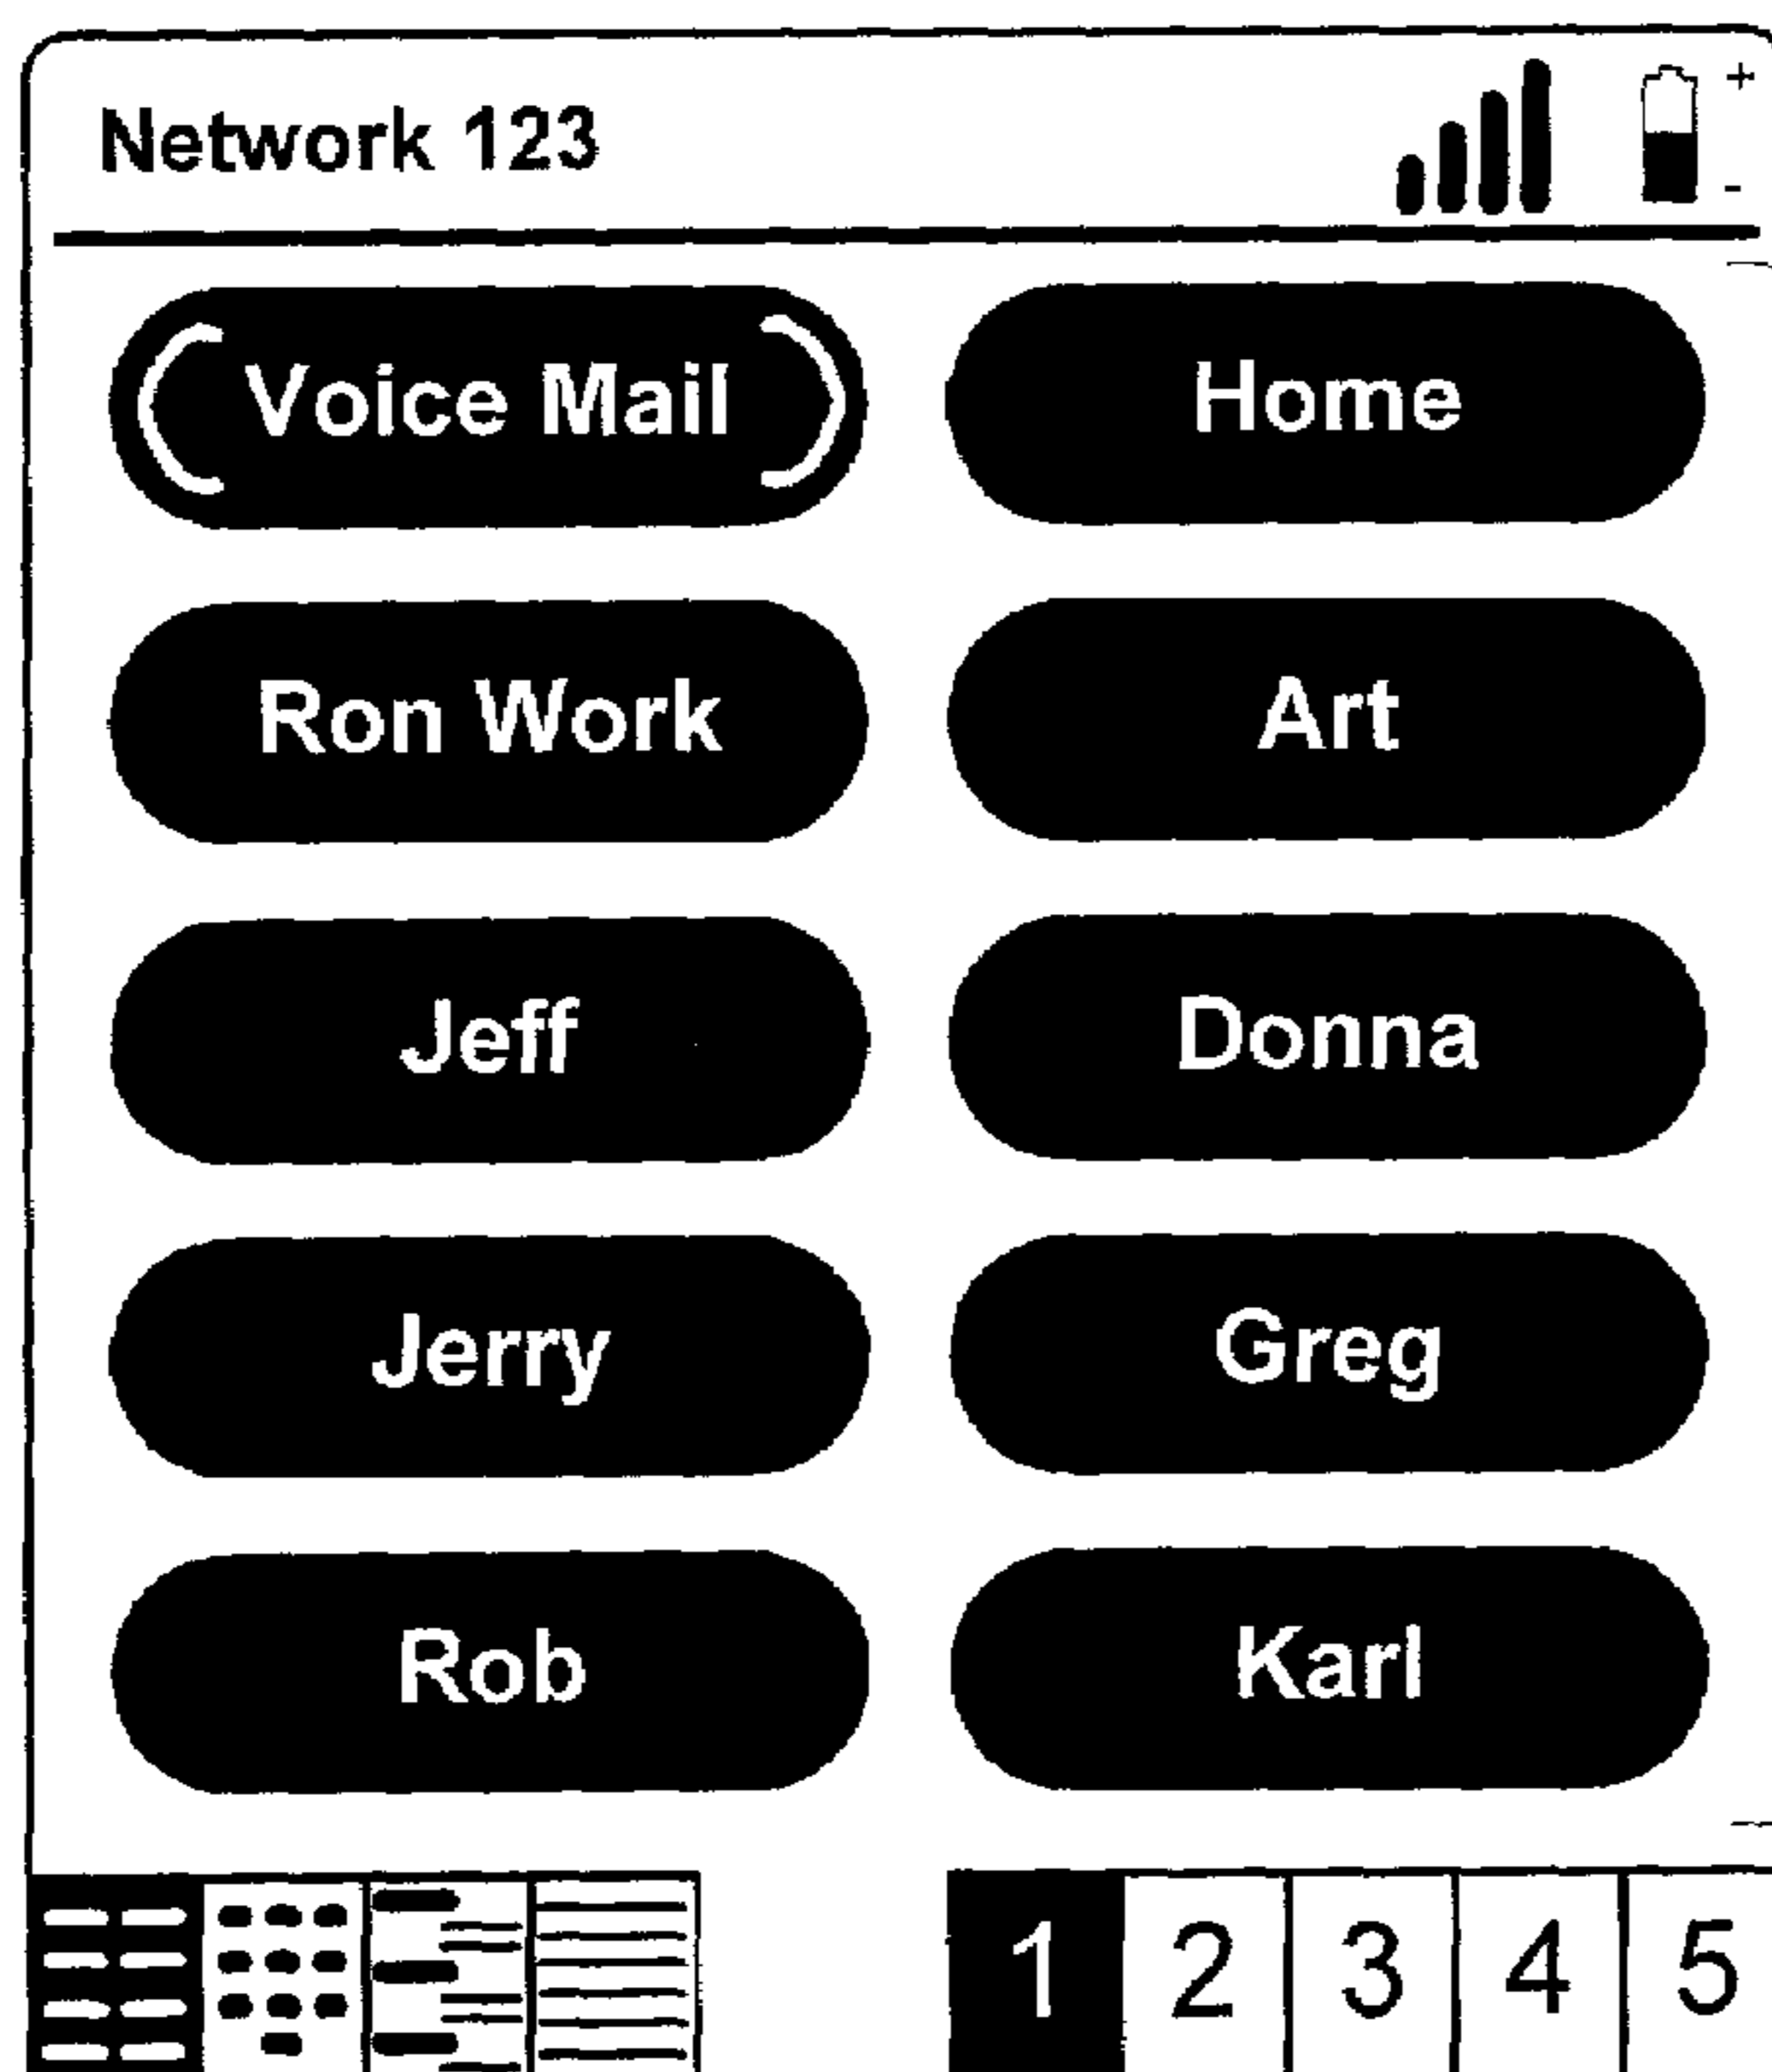 Network 123
+
-
Voice Mail Home
Ron Work Art
Jeff Donna
Jerry Greg
Rob Karl
1 2 3 4 5